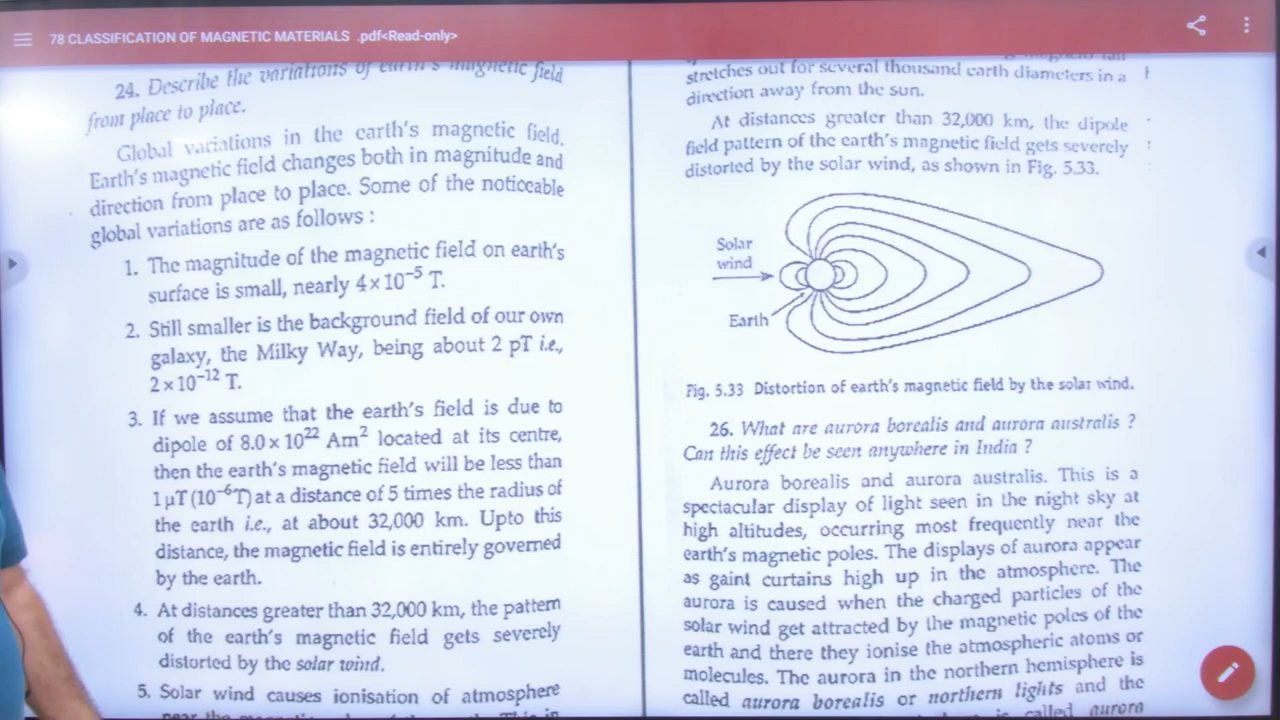 78 CLASSIFICATION OF MAGNETIC MATERIALS .pdf<Read-only>
24. Describe the variations of earth's magnetic field
from place to place.
Global variations in the earth's magnetic field.
Earth's magnetic field changes both in magnitude and
direction from place to place. Some of the noticeable
global variations are as follows :
1. The magnitude of the magnetic field on earth's
surface is small, nearly 4×10⁻⁵ T.
2. Still smaller is the background field of our own
galaxy, the Milky Way, being about 2 pT i.e.,
2×10⁻¹² T.
3. If we assume that the earth's field is due to
dipole of 8.0×10²² Am² located at its centre,
then the earth's magnetic field will be less than
1 μT (10⁻⁶T) at a distance of 5 times the radius of
the earth i.e., at about 32,000 km. Upto this
distance, the magnetic field is entirely governed
by the earth.
4. At distances greater than 32,000 km, the pattern
of the earth's magnetic field gets severely
distorted by the solar wind.
5. Solar wind causes ionisation of atmosphere
near the
stretches out for several thousand earth diameters in a
direction away from the sun.
At distances greater than 32,000 km, the dipole
field pattern of the earth's magnetic field gets severely
distorted by the solar wind, as shown in Fig. 5.33.
Solar
wind
Earth
Fig. 5.33 Distortion of earth's magnetic field by the solar wind.
26. What are aurora borealis and aurora australis ?
Can this effect be seen anywhere in India ?
Aurora borealis and aurora australis. This is a
spectacular display of light seen in the night sky at
high altitudes, occurring most frequently near the
earth's magnetic poles. The displays of aurora appear
as gaint curtains high up in the atmosphere. The
aurora is caused when the charged particles of the
solar wind get attracted by the magnetic poles of the
earth and there they ionise the atmospheric atoms or
molecules. The aurora in the northern hemisphere is
called aurora borealis or northern lights and the
is called aurora